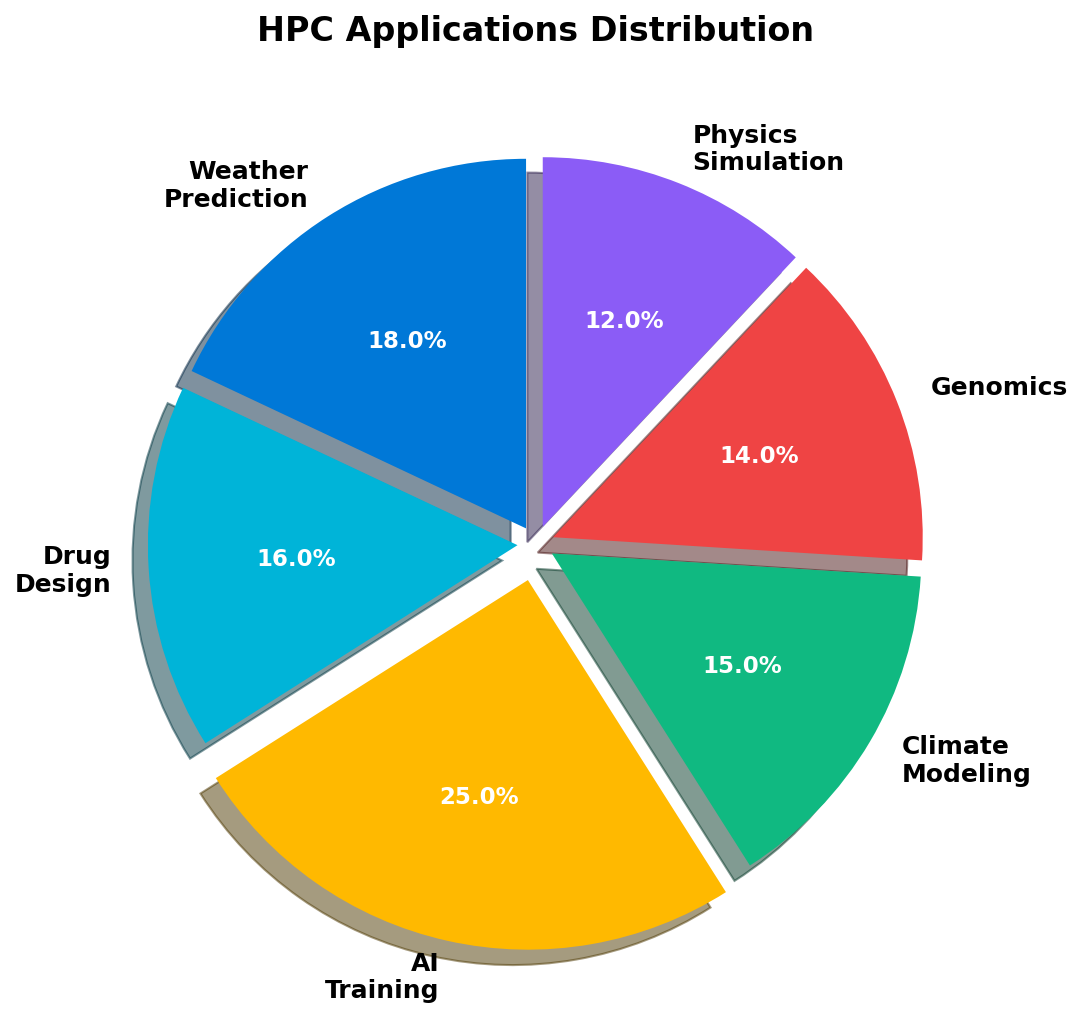 HPC Applications Distribution
Physics
Simulation
Weather
Prediction
12.0%
18.0%
Genomics
14.0%
Drug
Design
16.0%
15.0%
Climate
Modeling
25.0%
AI
Training